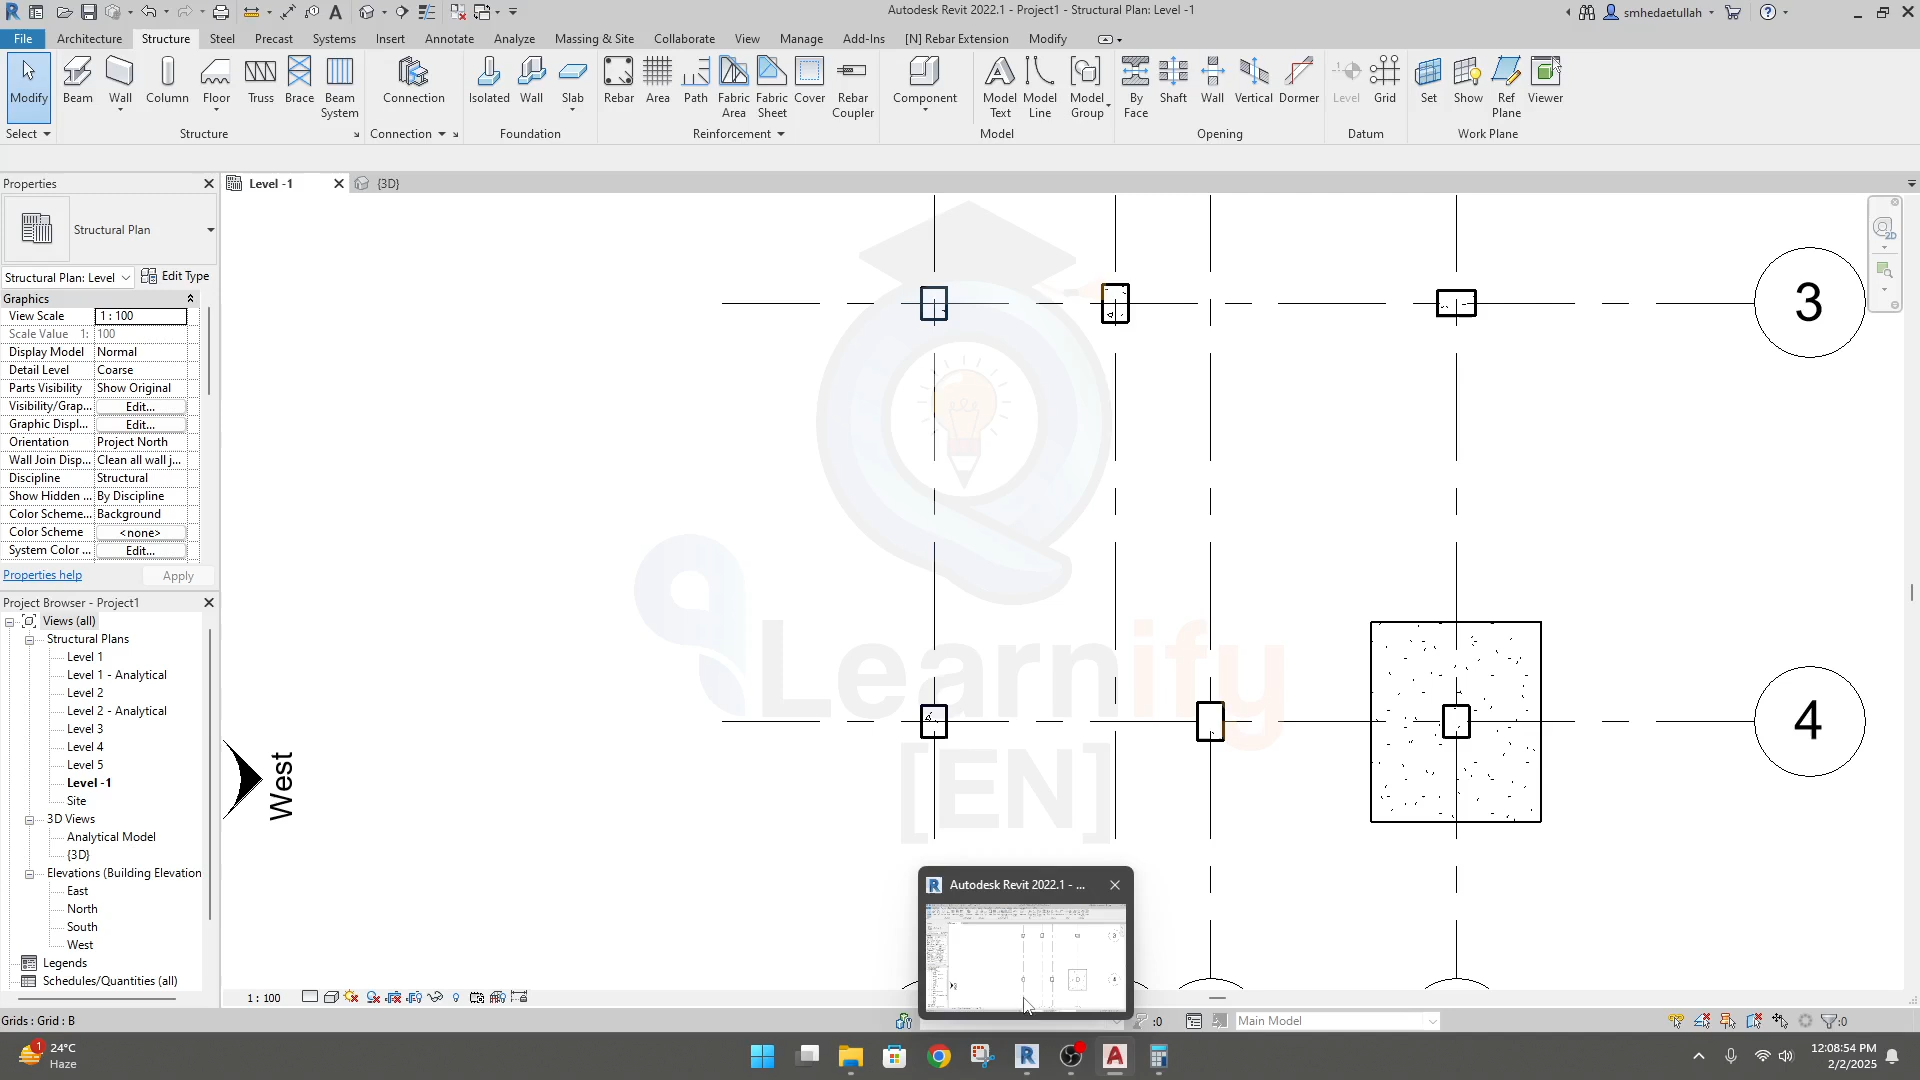 Autodesk Revit 2022.1 - Project1 - Structural Plan: Level -1
smhedaetullah
File Architecture Structure Steel Precast Systems Insert Annotate Analyze Massing & Site Collaborate View Manage Add-Ins [N] Rebar Extension Modify
Modify Beam Wall Column Floor Truss Brace Beam System Connection Isolated Wall Slab Rebar Area Path Fabric Area Fabric Sheet Cover Rebar Coupler Component Model Text Model Line Model Group By Face Shaft Wall Vertical Dormer Level Grid Set Show Ref Plane Viewer
Select Structure Connection Foundation Reinforcement Model Opening Datum Work Plane
Properties
Level -1
{3D}
Structural Plan
Structural Plan: Level
Edit Type
Graphics
View Scale 1 : 100
Scale Value 1: 100
Display Model Normal
Detail Level Coarse
Parts Visibility Show Original
Visibility/Grap... Edit...
Graphic Displ... Edit...
Orientation Project North
Wall Join Disp... Clean all wall j...
Discipline Structural
Show Hidden ... By Discipline
Color Scheme... Background
Color Scheme <none>
System Color ... Edit...
Properties help
Apply
Project Browser - Project1
Views (all)
Structural Plans
Level 1
Level 1 - Analytical
Level 2
Level 2 - Analytical
Level 3
Level 4
Level 5
Level -1
Site
3D Views
Analytical Model
{3D}
Elevations (Building Elevation
East
North
South
West
Legends
Schedules/Quantities (all)
3
4
West
Learnify
[EN]
Autodesk Revit 2022.1 - ...
1 : 100
Grids : Grid : B
:0
Main Model
:0
1
24°C
Haze
12:08:54 PM
2/2/2025